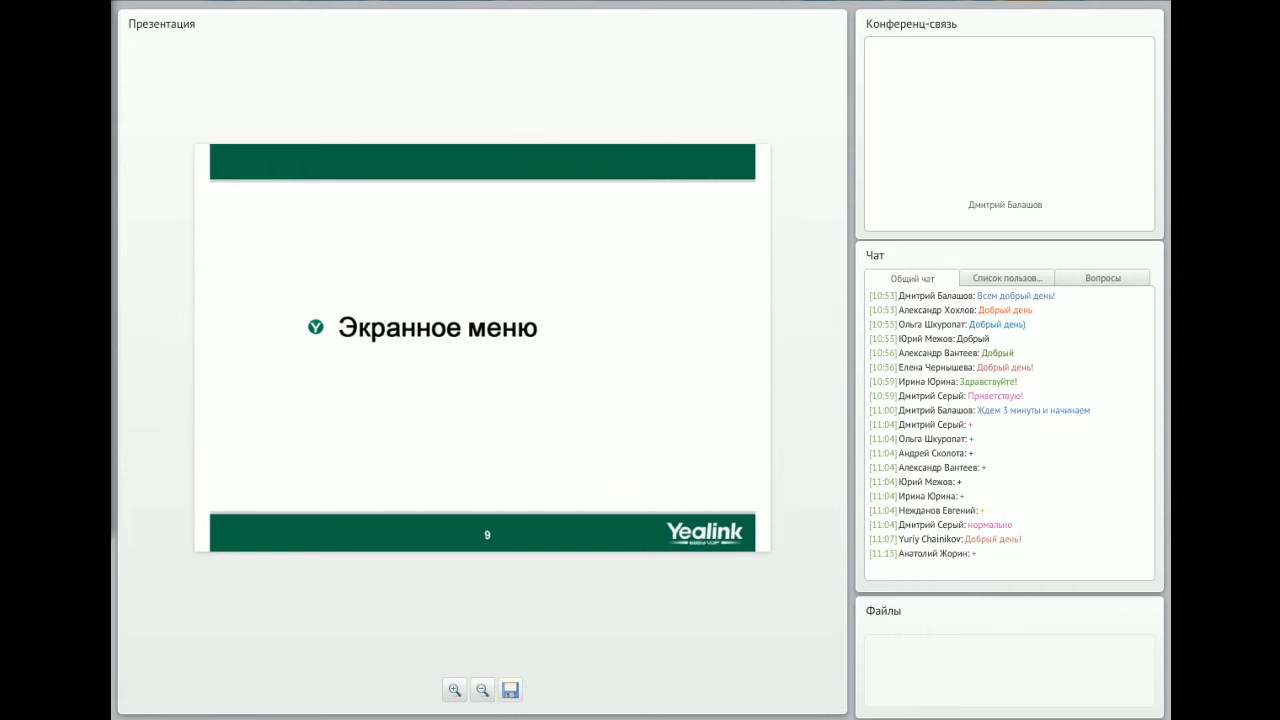 Презентация
Экранное меню
9
Yealink
Конференц-связь
Дмитрий Балашов
Чат
Общий чат
Список пользов...
Вопросы
[10:53] Дмитрий Балашов: Всем добрый день!
[10:53] Александр Хохлов: Добрый день
[10:55] Ольга Шкуропат: Добрый день)
[10:55] Юрий Межов: Добрый
[10:56] Александр Вантеев: Добрый
[10:56] Елена Чернышева: Добрый день!
[10:59] Ирина Юрина: Здравствуйте!
[10:59] Дмитрий Серый: Приветствую!
[11:00] Дмитрий Балашов: Ждем 3 минуты и начинаем
[11:04] Дмитрий Серый: +
[11:04] Ольга Шкуропат: +
[11:04] Андрей Сколота: +
[11:04] Александр Вантеев: +
[11:04] Юрий Межов: +
[11:04] Ирина Юрина: +
[11:04] Нежданов Евгений: +
[11:04] Дмитрий Серый: нормально
[11:07] Yuriy Chainikov: Добрый день!
[11:15] Анатолий Жорин: +
Файлы